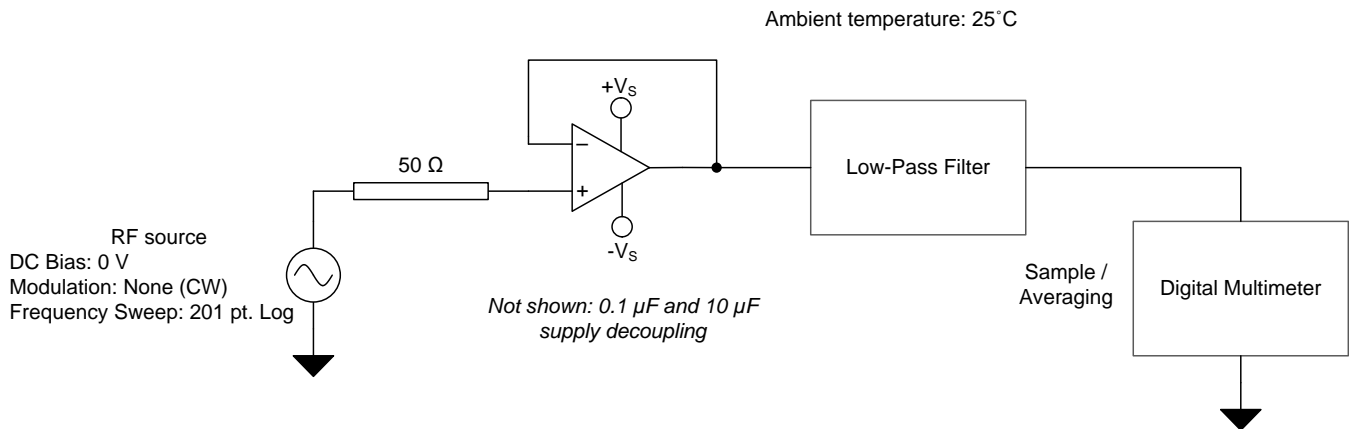 Ambient temperature: 25˚C
+VS
−
50 Ω
+
Low-Pass Filter
-VS
RF source
DC Bias: 0 V
Modulation: None (CW)
Frequency Sweep: 201 pt. Log
Not shown: 0.1 µF and 10 µF
supply decoupling
Sample /
Averaging
Digital Multimeter